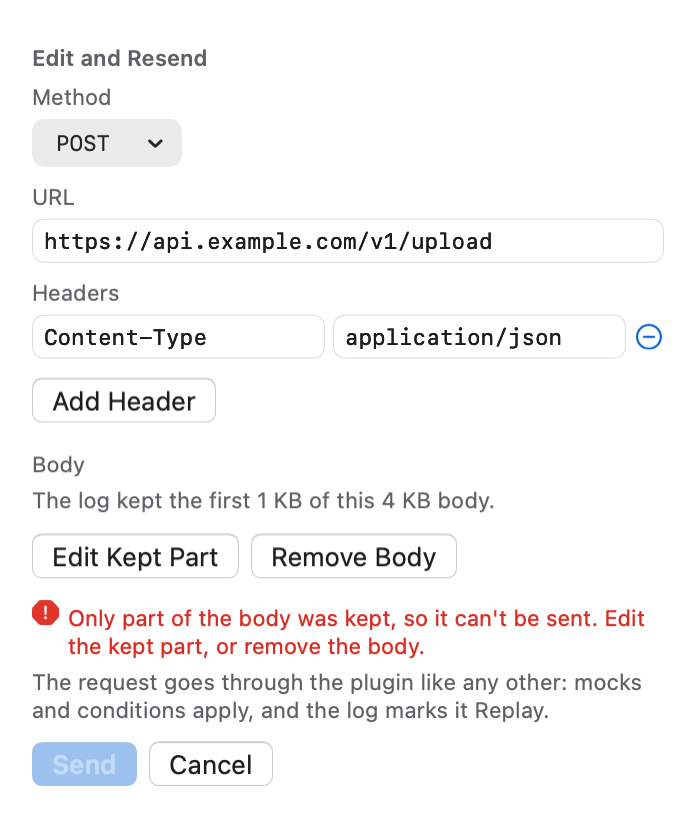 Edit and Resend
Method
POST
URL
https://api.example.com/v1/upload
Headers
Content-Type application/json
Add Header
Body
The log kept the first 1 KB of this 4 KB body.
Edit Kept Part Remove Body
Only part of the body was kept, so it can't be sent. Edit
the kept part, or remove the body.
The request goes through the plugin like any other: mocks
and conditions apply, and the log marks it Replay.
Send Cancel